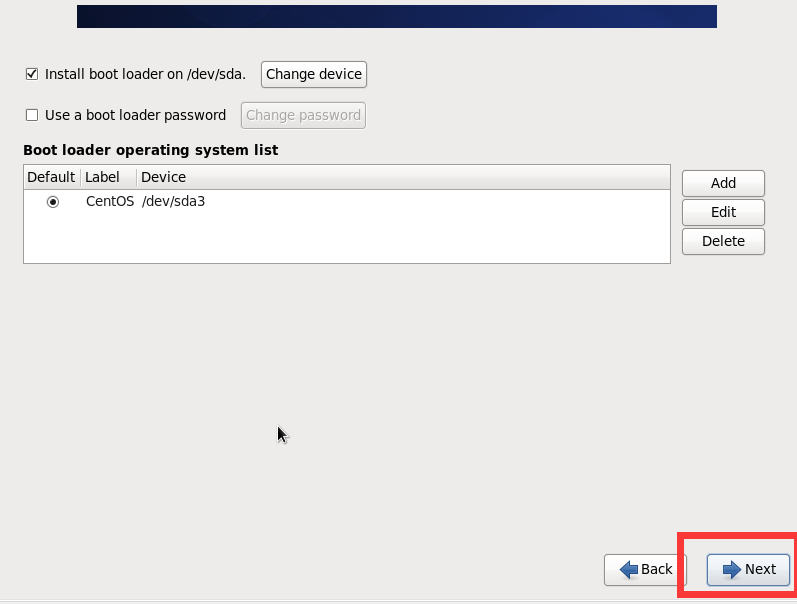 Install boot loader on /dev/sda. Change device
Use a boot loader password Change password
Boot loader operating system list
Default Label Device
CentOS /dev/sda3
Add
Edit
Delete
Back Next